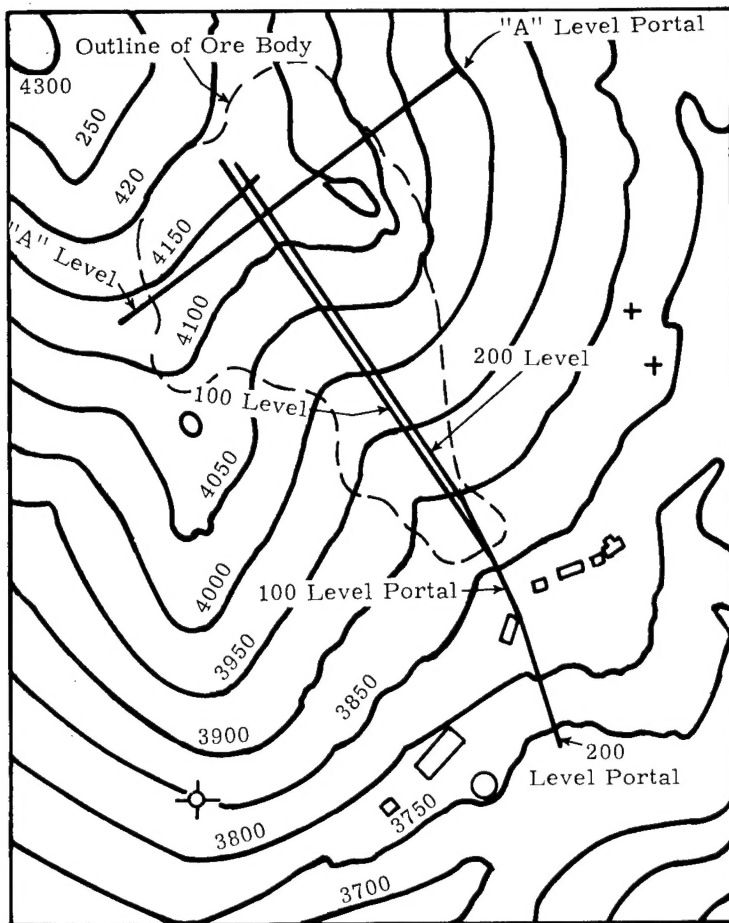 "A" Level Portal
Outline of Ore Body
4300
250
420
4150
"A" Level
4100
200 Level
100 Level
4050
100 Level Portal
4000
3950
3850
3900
200
Level Portal
3800
3750
3700